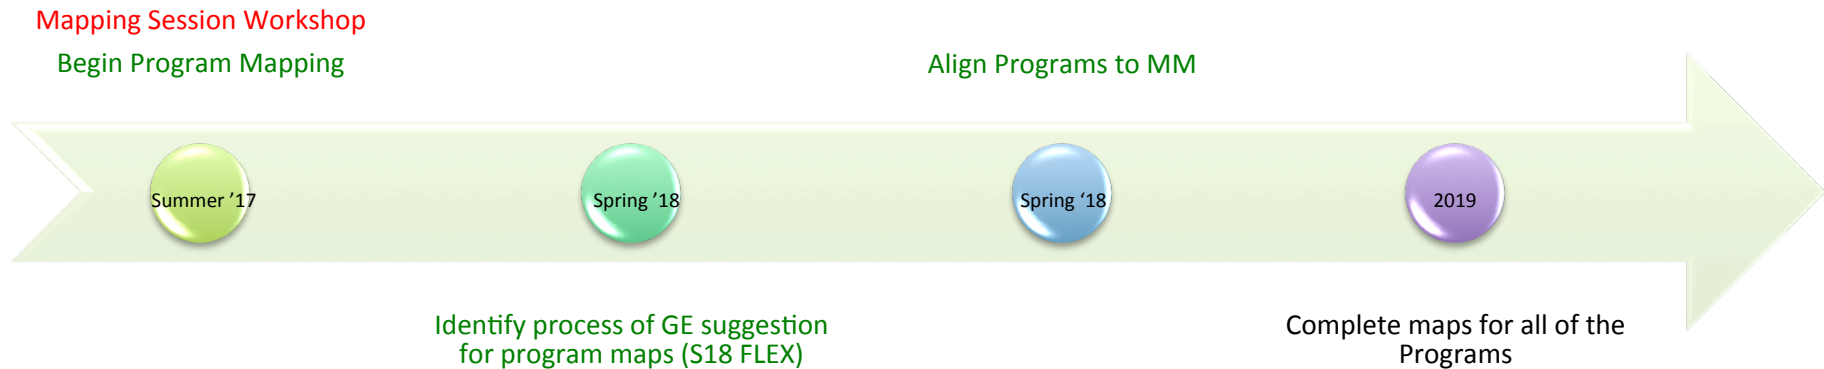 Mapping Session Workshop
Begin Program Mapping
Align Programs to MM
Summer ’17
Spring ’18
Spring ‘18
2019
Identify process of GE suggestion
for program maps (S18 FLEX)
Complete maps for all of the
Programs